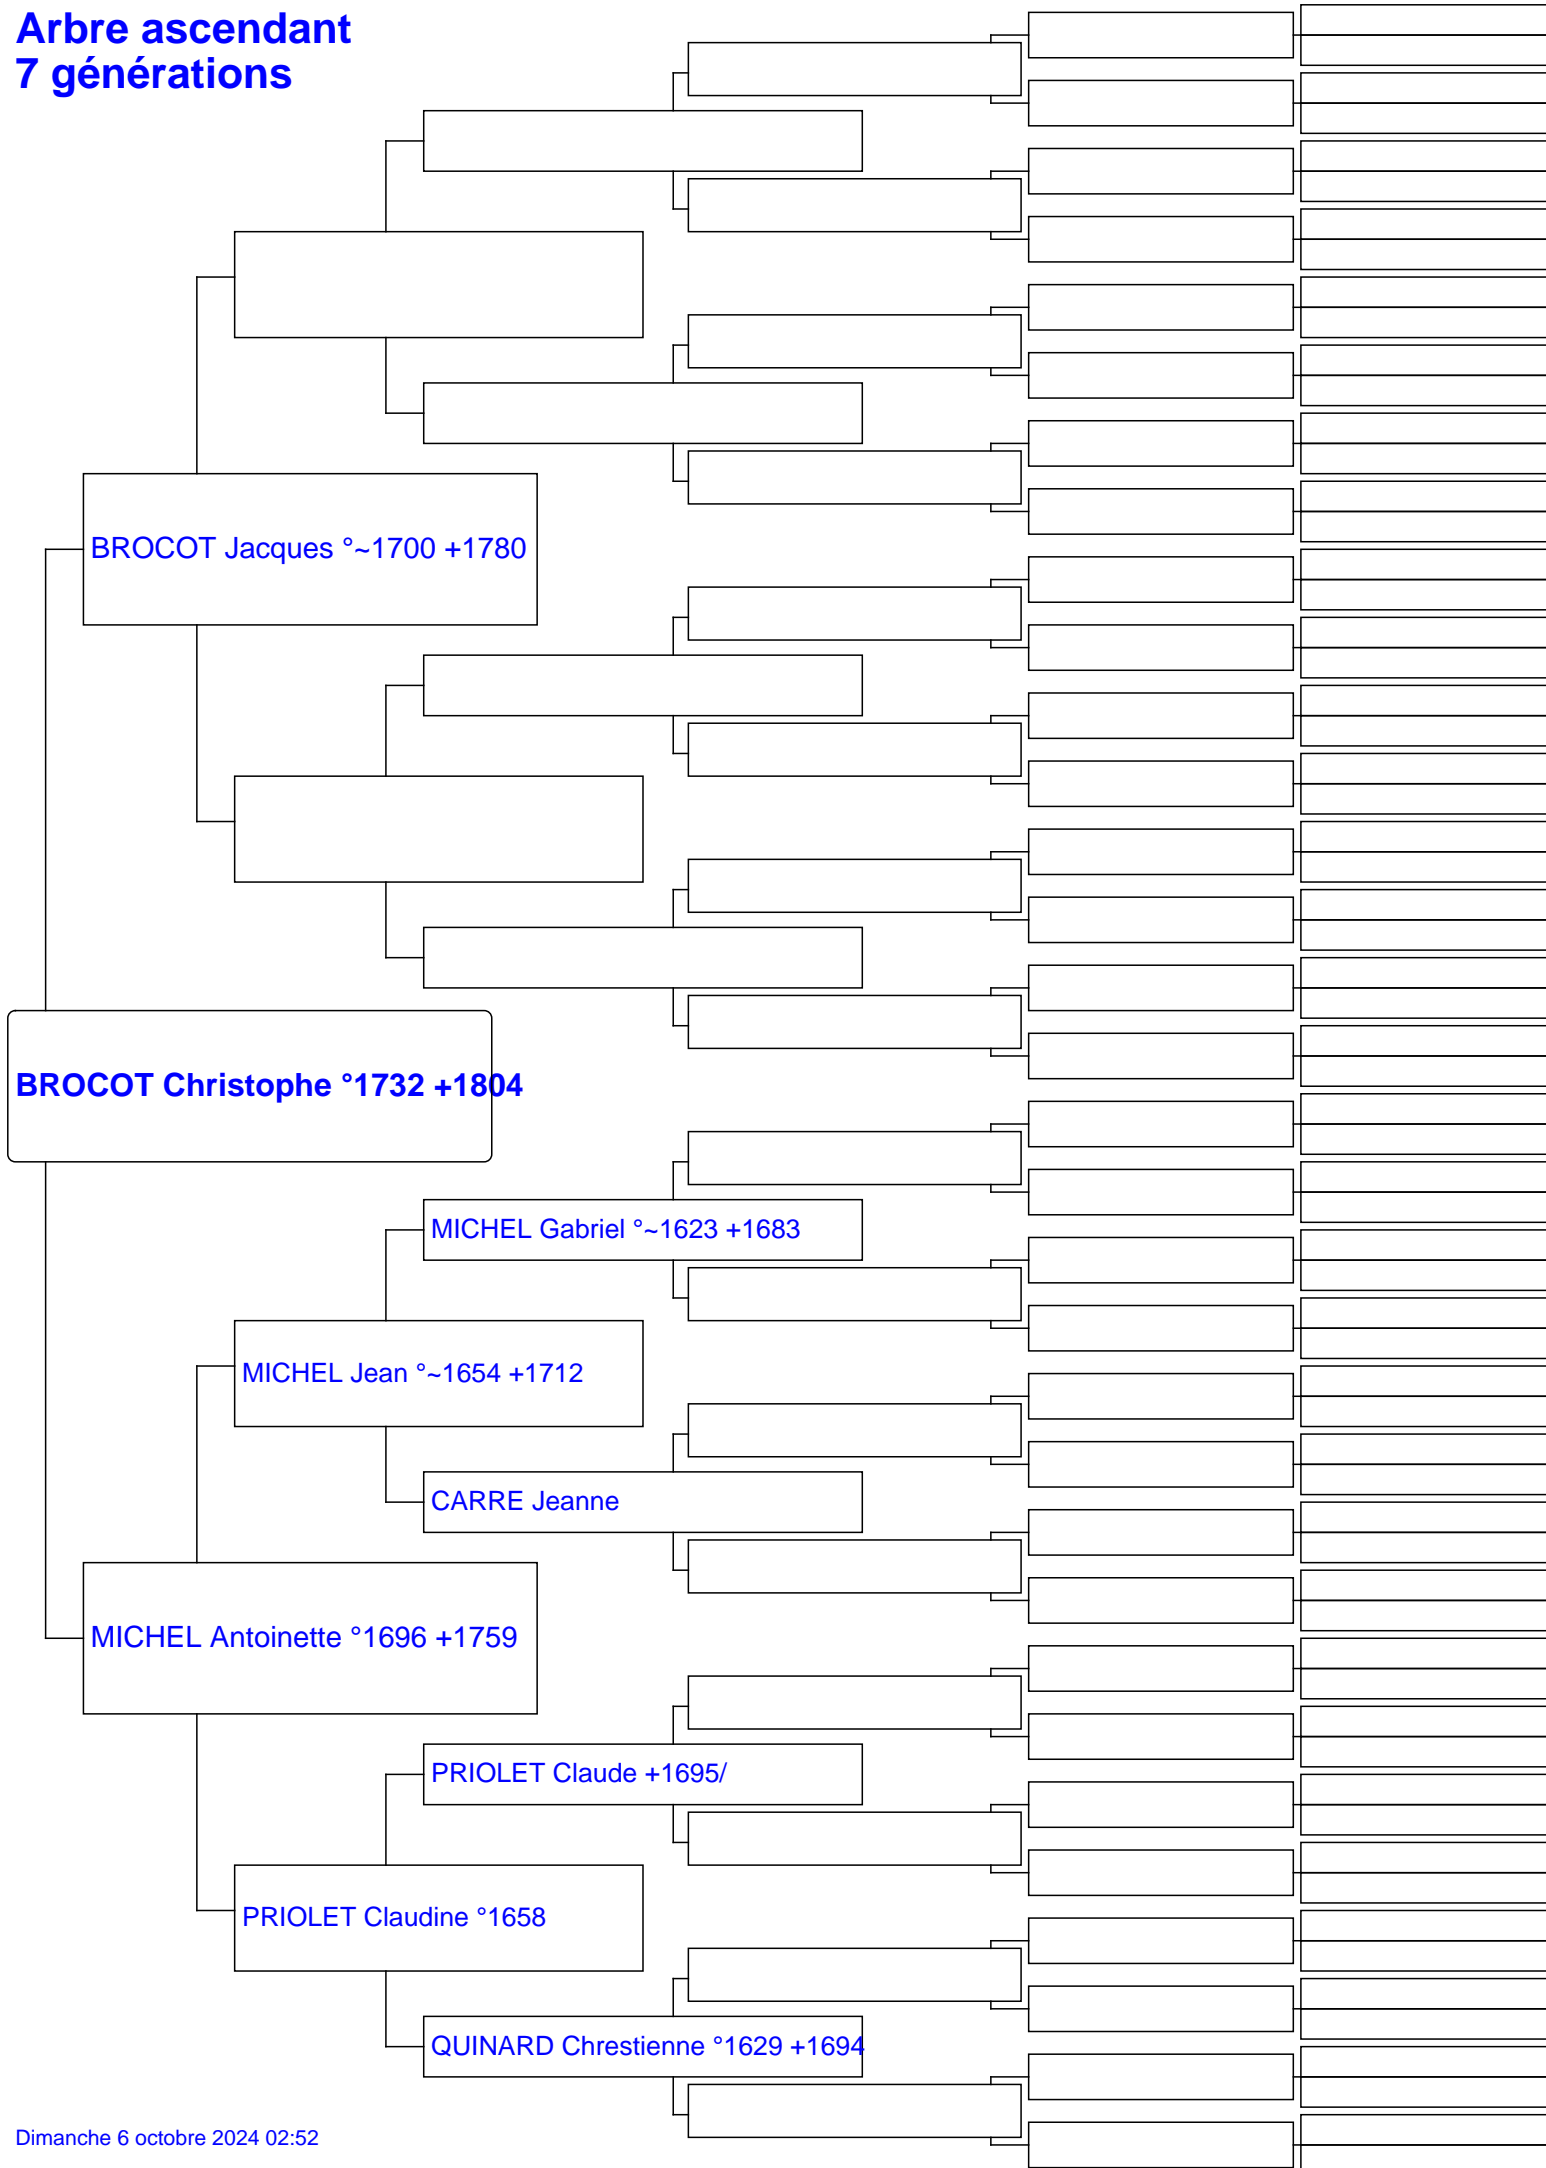 Arbre ascendant
7 générations
BROCOT Jacques °~1700 +1780
BROCOT Christophe °1732 +1804
MICHEL Gabriel °~1623 +1683
MICHEL Jean °~1654 +1712
CARRE Jeanne
MICHEL Antoinette °1696 +1759
PRIOLET Claude +1695/
PRIOLET Claudine °1658
QUINARD Chrestienne °1629 +1694
Dimanche 6 octobre 2024 02:52